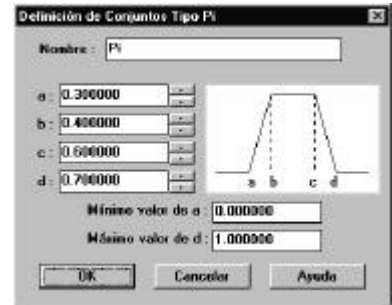 Definición de Conjuntos Tipo Pi
Nombre : Pi
a : 0.300000
b : 0.400000
c : 0.600000
d : 0.700000
a b c d
Mínimo valor de a : 0.000000
Máximo valor de d : 1.000000
OK Cancelar Ayuda